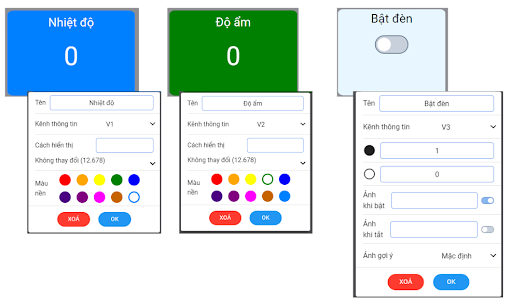 Nhiệt độ
0
Độ ẩm
0
Bật đèn
Tên Nhiệt độ
Kênh thông tin V1
Cách hiển thị
Không thay đổi (12.678)
Màu
nền
XOÁ OK
Tên Độ ẩm
Kênh thông tin V2
Cách hiển thị
Không thay đổi (12.678)
Màu
nền
XOÁ OK
Tên Bật đèn
Kênh thông tin V3
1
0
Ảnh
khi bật
Ảnh
khi tắt
Ảnh gợi ý Mặc định
XOÁ OK